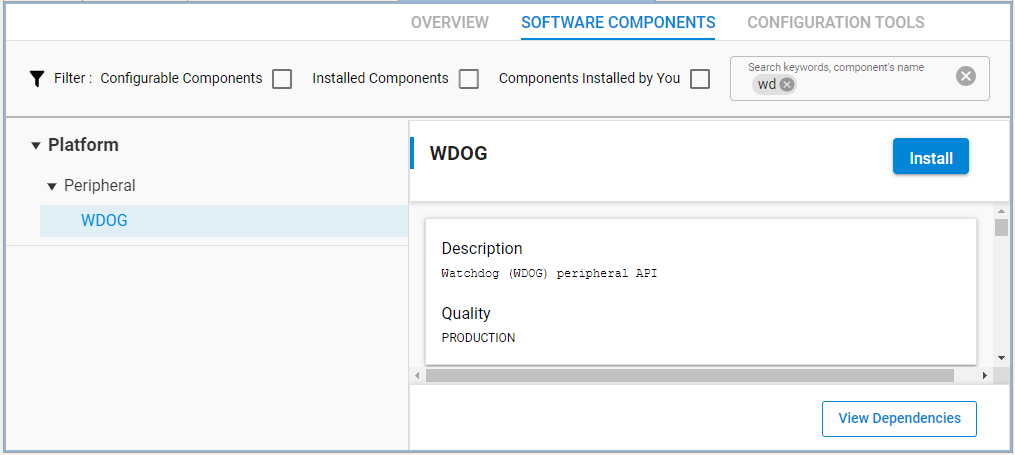 OVERVIEW SOFTWARE COMPONENTS CONFIGURATION TOOLS
Filter : Configurable Components Installed Components Components Installed by You
Search keywords, component's name
wd
Platform
Peripheral
WDOG
WDOG
Install
Description
Watchdog (WDOG) peripheral API
Quality
PRODUCTION
View Dependencies